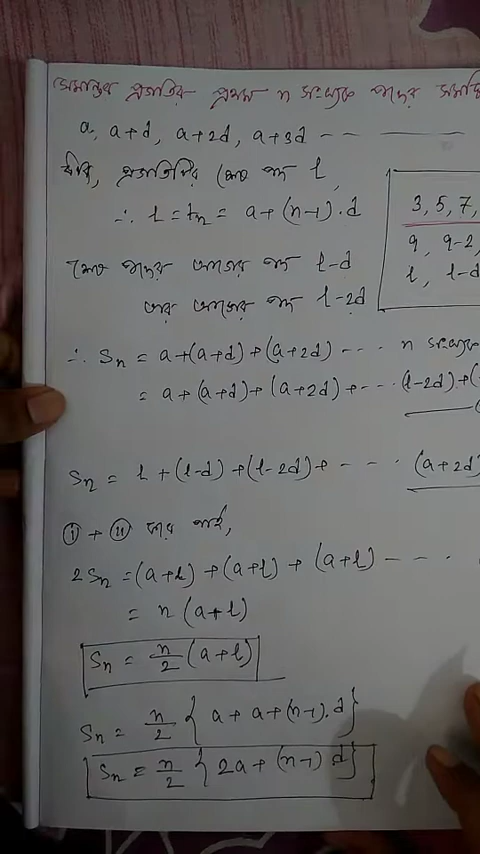 সমান্তর প্রগতির প্রথম n সংখ্যক পদের সমষ্টি
a, a+d, a+2d, a+3d -- ——
ধরি, প্রগতিটির শেষ পদ l,
∴ l = tn = a+(n-1).d
শেষ পদের আগের পদ l-d
তার আগের পদ l-2d
3, 5, 7,
9, 9-2,
l, l-d
∴ Sn = a+(a+d)+(a+2d) ---- n সংখ্যক
= a+(a+d)+(a+2d)+--- (l-2d)+(
Sn = l+(l-d)+(l-2d)+ - - - · (a+2d)
(i) + (ii) করে পাই,
2Sn = (a+l)+(a+l)+(a+l) --- ·
= n(a+l)
Sn = n/2 (a+l)
Sn = n/2 { a+a+(n-1).d}
Sn = n/2 { 2a+(n-1) d}